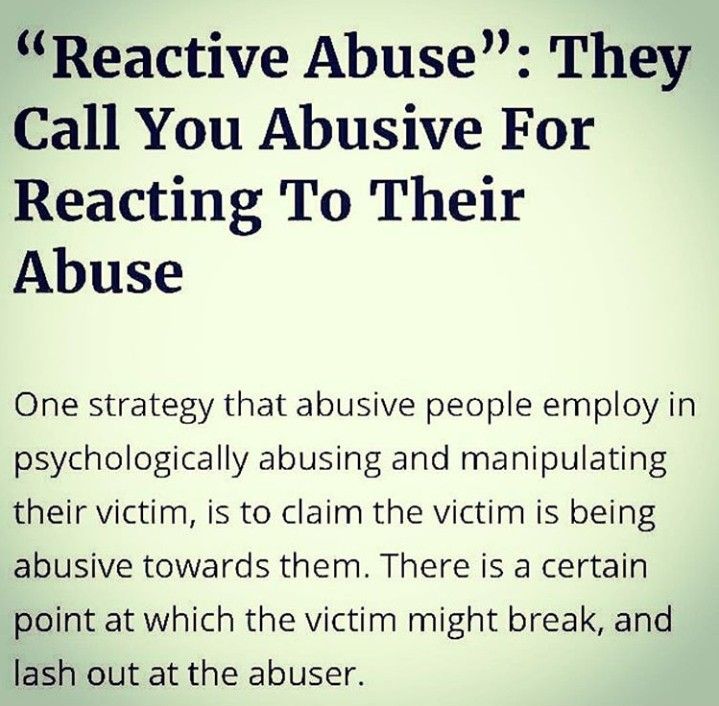 “Reactive Abuse”: They
Call You Abusive For
Reacting To Their
Abuse
One strategy that abusive people employ in
psychologically abusing and manipulating
their victim, is to claim the victim is being
abusive towards them. There is a certain
point at which the victim might break, and
lash out at the abuser.